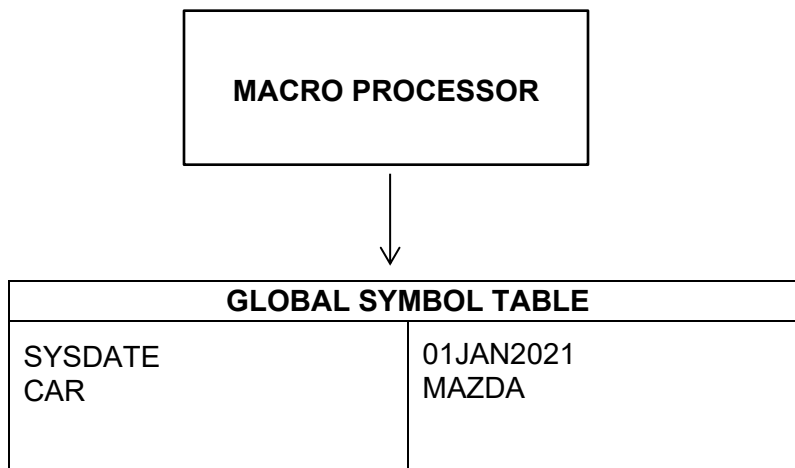 MACRO PROCESSOR
GLOBAL SYMBOL TABLE
SYSDATE 01JAN2021
CAR MAZDA